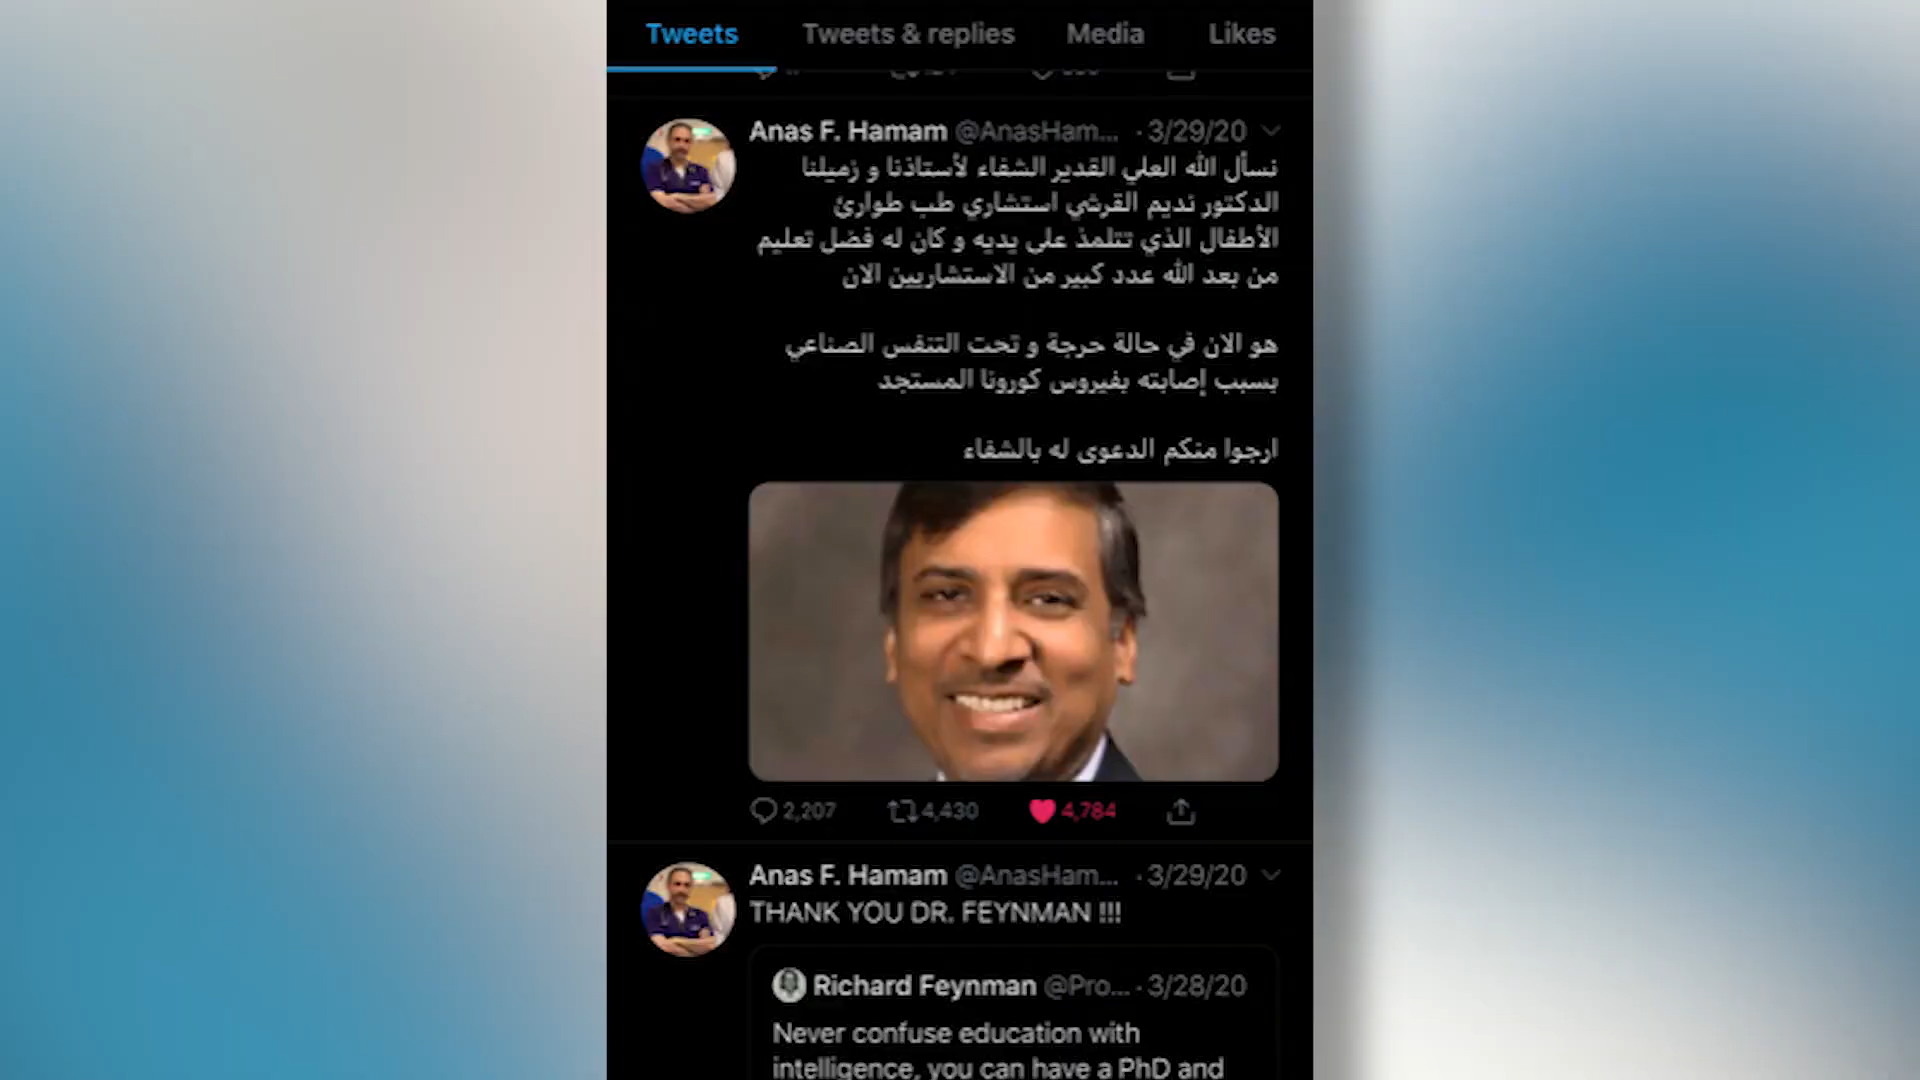 Tweets Tweets & replies Media Likes
Anas F. Hamam @AnasHam... · 3/29/20
نسأل الله العلي القدير الشفاء لأستاذنا و زميلنا
الدكتور نديم القرشي استشاري طب طوارئ
الأطفال الذي تتلمذ على يديه و كان له فضل تعليم
من بعد الله عدد كبير من الاستشاريين الان
هو الان في حالة حرجة و تحت التنفس الصناعي
بسبب إصابته بفيروس كورونا المستجد
ارجوا منكم الدعوى له بالشفاء
2,207 4,430 4,784
Anas F. Hamam @AnasHam... · 3/29/20
THANK YOU DR. FEYNMAN !!!
Richard Feynman @Pro... · 3/28/20
Never confuse education with
intelligence, you can have a PhD and